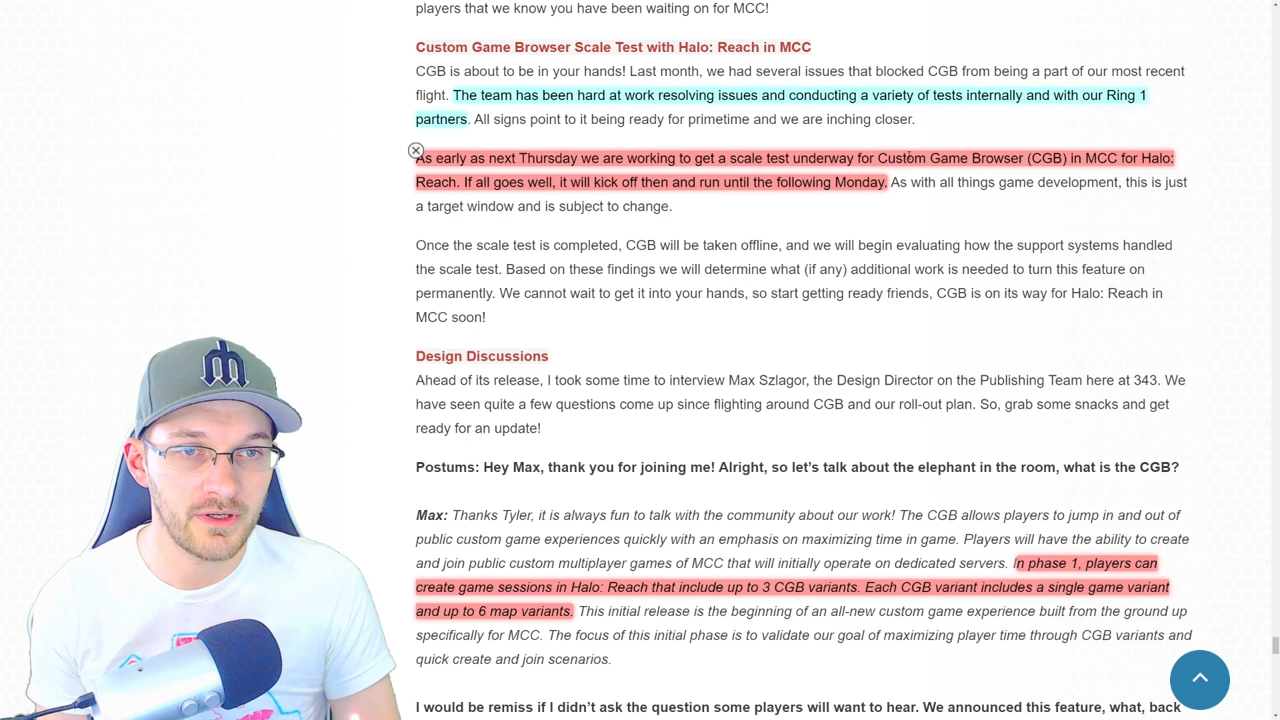 players that we know you have been waiting on for MCC!
Custom Game Browser Scale Test with Halo: Reach in MCC
CGB is about to be in your hands! Last month, we had several issues that blocked CGB from being a part of our most recent
flight. The team has been hard at work resolving issues and conducting a variety of tests internally and with our Ring 1
partners. All signs point to it being ready for primetime and we are inching closer.
As early as next Thursday we are working to get a scale test underway for Custom Game Browser (CGB) in MCC for Halo:
Reach. If all goes well, it will kick off then and run until the following Monday. As with all things game development, this is just
a target window and is subject to change.
Once the scale test is completed, CGB will be taken offline, and we will begin evaluating how the support systems handled
the scale test. Based on these findings we will determine what (if any) additional work is needed to turn this feature on
permanently. We cannot wait to get it into your hands, so start getting ready friends, CGB is on its way for Halo: Reach in
MCC soon!
Design Discussions
Ahead of its release, I took some time to interview Max Szlagor, the Design Director on the Publishing Team here at 343. We
have seen quite a few questions come up since flighting around CGB and our roll-out plan. So, grab some snacks and get
ready for an update!
Postums: Hey Max, thank you for joining me! Alright, so let's talk about the elephant in the room, what is the CGB?
Max: Thanks Tyler, it is always fun to talk with the community about our work! The CGB allows players to jump in and out of
public custom game experiences quickly with an emphasis on maximizing time in game. Players will have the ability to create
and join public custom multiplayer games of MCC that will initially operate on dedicated servers. In phase 1, players can
create game sessions in Halo: Reach that include up to 3 CGB variants. Each CGB variant includes a single game variant
and up to 6 map variants. This initial release is the beginning of an all-new custom game experience built from the ground up
specifically for MCC. The focus of this initial phase is to validate our goal of maximizing player time through CGB variants and
quick create and join scenarios.
I would be remiss if I didn't ask the question some players will want to hear. We announced this feature, what, back